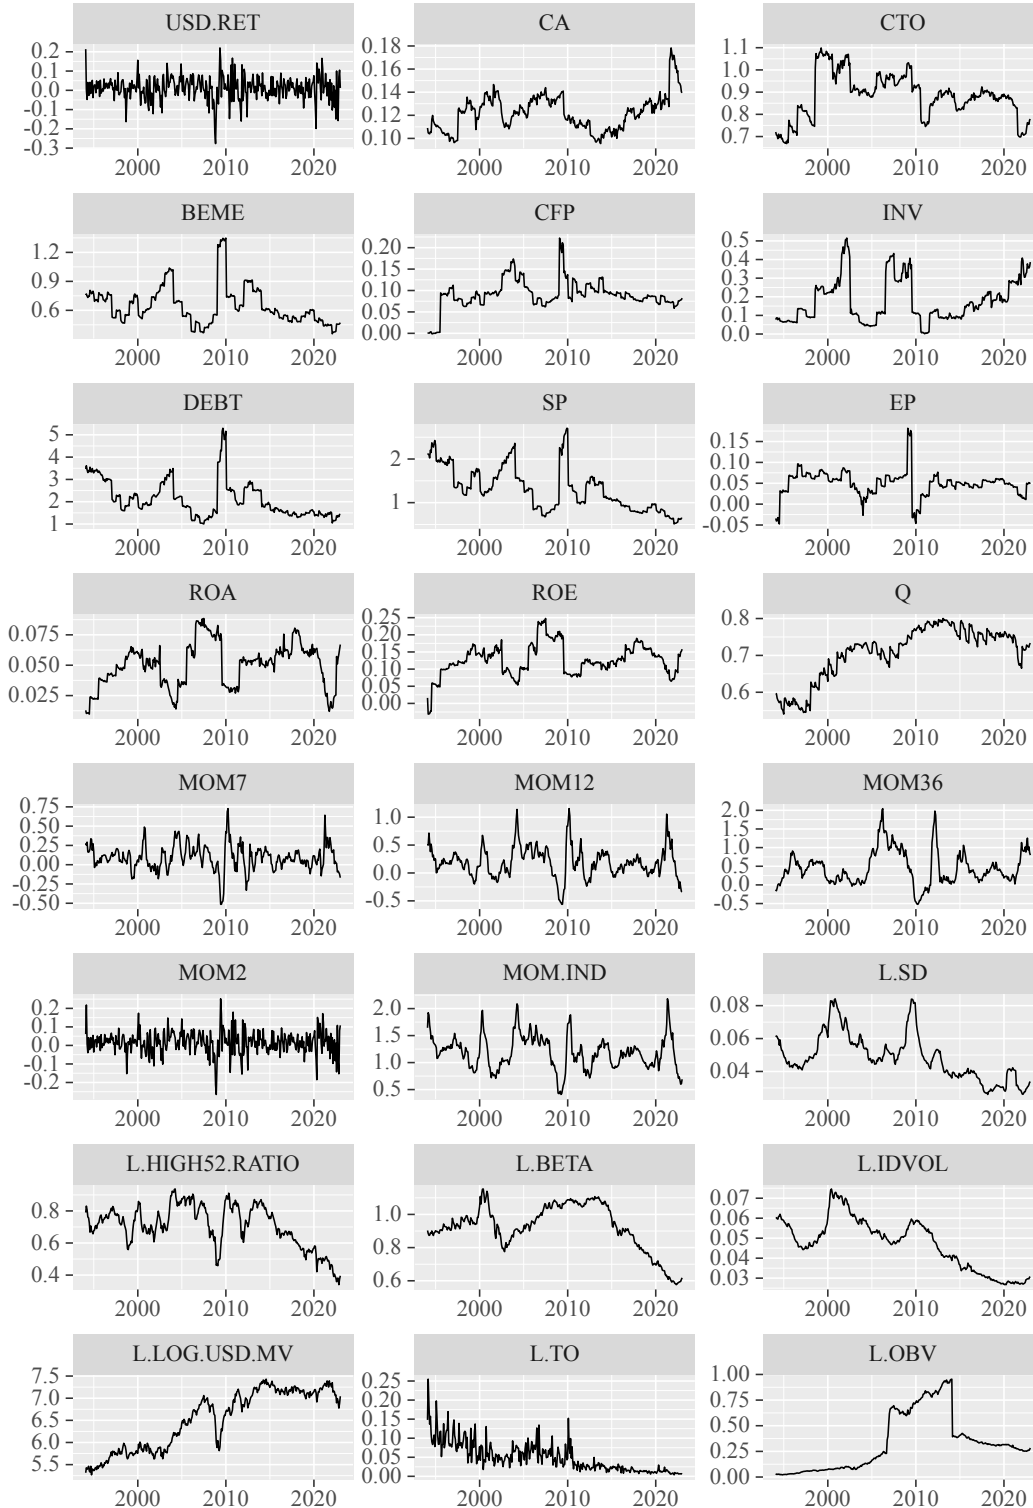 USD.RET CA CTO
0.2 0.18 1.1
0.1 0.16 1.0
0.0 0.14 0.9
-0.1 0.12 0.8
-0.2 0.10 0.7
-0.3
2000 2010 2020 2000 2010 2020 2000 2010 2020
BEME CFP INV
1.2 0.20 0.5
0.9 0.15 0.4
0.6 0.10 0.3
0.05 0.2
0.00 0.1
0.0
2000 2010 2020 2000 2010 2020 2000 2010 2020
DEBT SP EP
5 2 0.15
4 1 0.10
3 0.05
2 0.00
1 -0.05
2000 2010 2020 2000 2010 2020 2000 2010 2020
ROA ROE Q
0.075 0.25 0.8
0.050 0.20 0.7
0.025 0.15 0.6
0.10
0.05
0.00
2000 2010 2020 2000 2010 2020 2000 2010 2020
MOM7 MOM12 MOM36
0.75 1.0 2.0
0.50 0.5 1.5
0.25 0.0 1.0
0.00 -0.5 0.5
-0.25 0.0
-0.50 -0.5
2000 2010 2020 2000 2010 2020 2000 2010 2020
MOM2 MOM.IND L.SD
0.2 2.0 0.08
0.1 1.5 0.06
0.0 1.0 0.04
-0.1 0.5
-0.2
2000 2010 2020 2000 2010 2020 2000 2010 2020
L.HIGH52.RATIO L.BETA L.IDVOL
0.8 1.0 0.07
0.6 0.8 0.06
0.4 0.6 0.05
0.04
0.03
2000 2010 2020 2000 2010 2020 2000 2010 2020
L.LOG.USD.MV L.TO L.OBV
7.5 0.25 1.00
7.0 0.20 0.75
6.5 0.15 0.50
6.0 0.10 0.25
5.5 0.05 0.00
0.00
2000 2010 2020 2000 2010 2020 2000 2010 2020